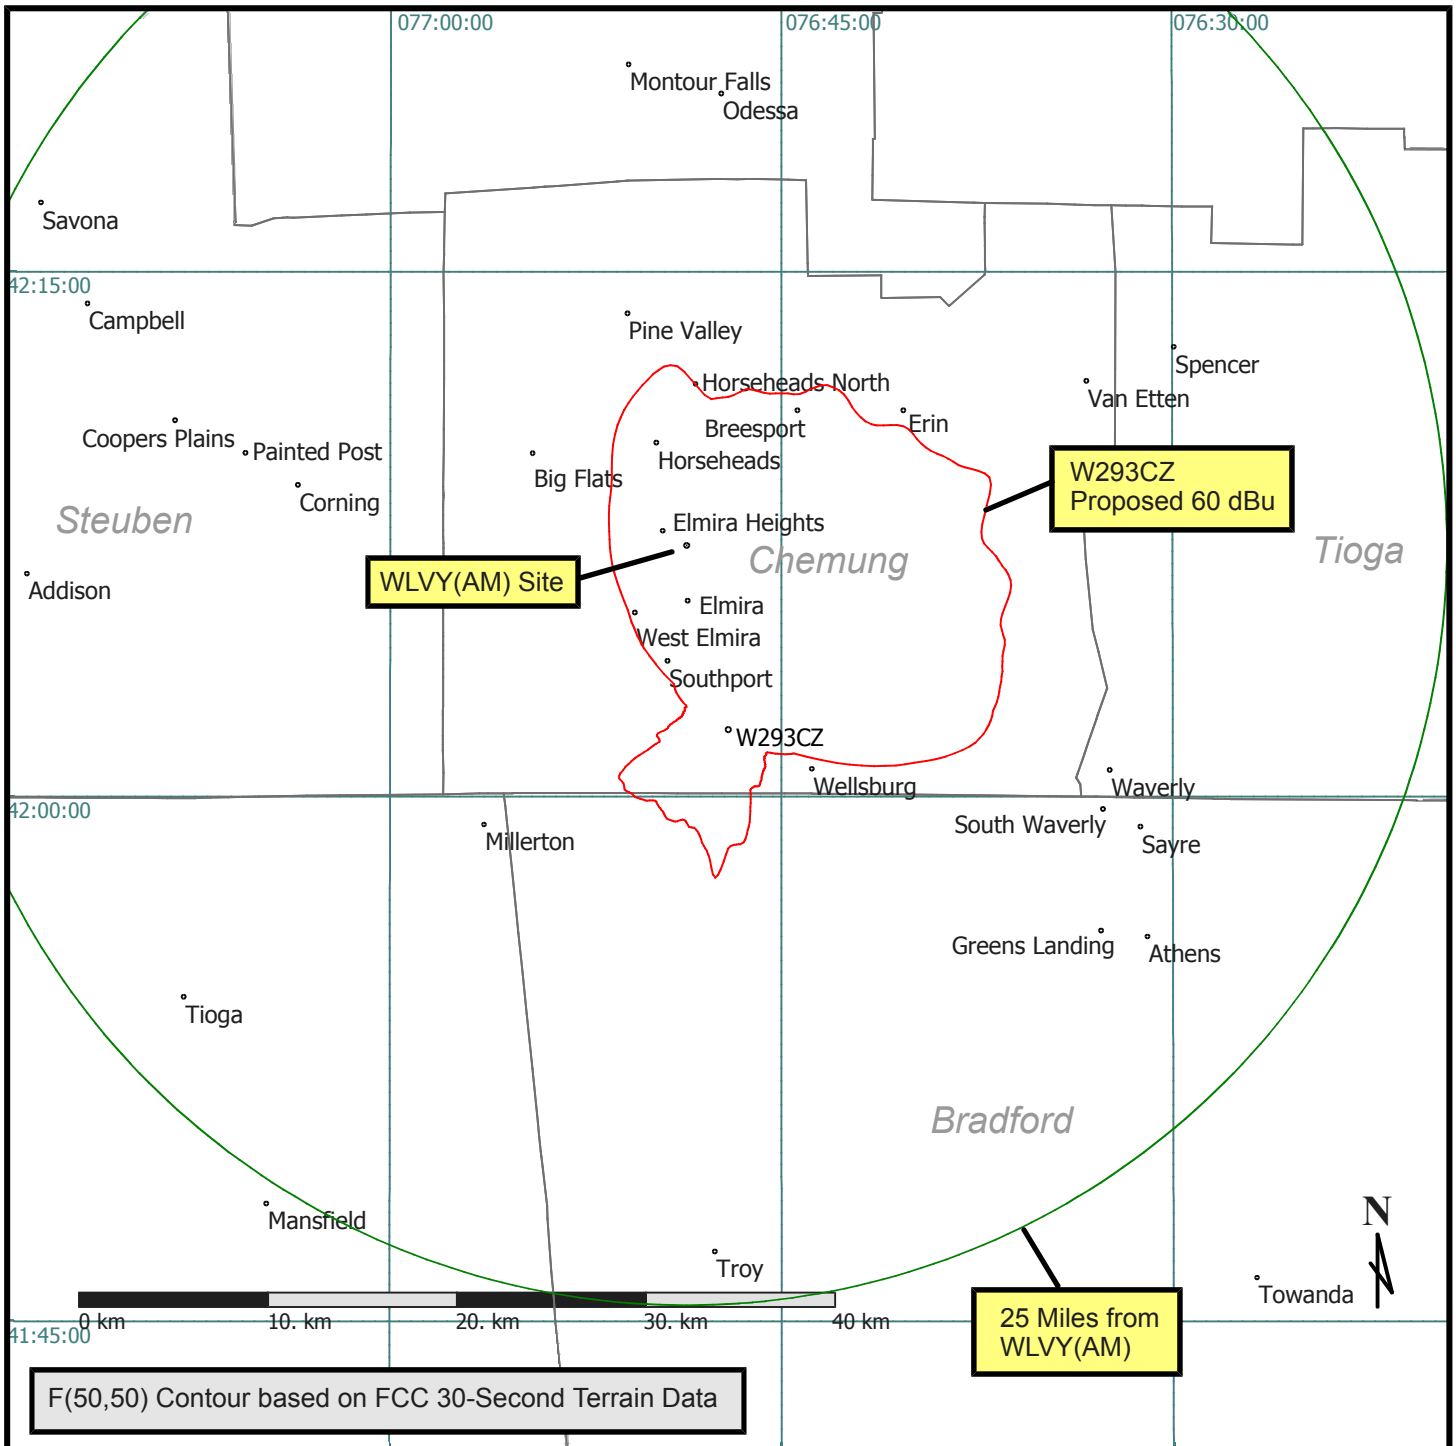 077:00:00
076:45:00
076:30:00
Montour Falls
Odessa
Savona
42:15:00
Campbell
Pine Valley
Spencer
Horseheads North
Van Etten
Coopers Plains
Breesport
Erin
Painted Post
Horseheads
Big Flats
W293CZ
Proposed 60 dBu
Corning
Steuben
Elmira Heights
Chemung
Tioga
WLVY(AM) Site
Addison
Elmira
West Elmira
Southport
W293CZ
Wellsburg
Waverly
42:00:00
South Waverly
Millerton
Sayre
Greens Landing
Athens
Tioga
Bradford
Mansfield
N
Troy
Towanda
0 km
10. km
20. km
30. km
40 km
25 Miles from
WLVY(AM)
41:45:00
F(50,50) Contour based on FCC 30-Second Terrain Data